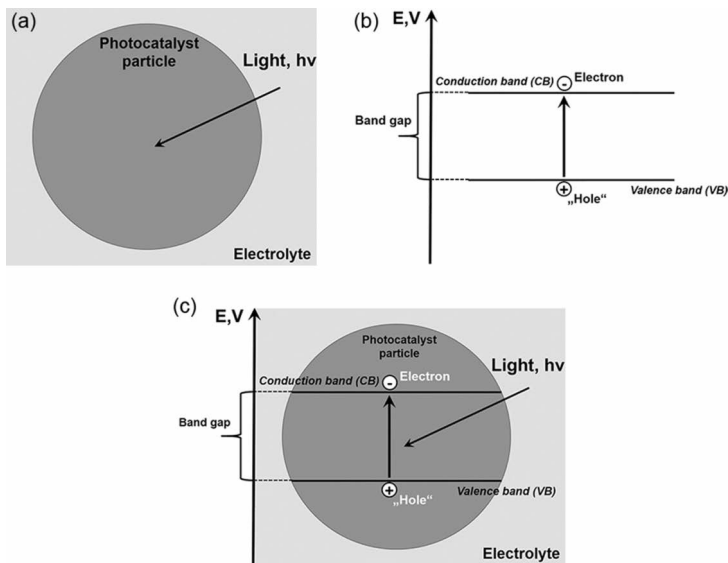 (a)
Photocatalyst
particle
Light, hv
Electrolyte
(b)
E,V
Conduction band (CB)
- Electron
Band gap
+
„Hole“
Valence band (VB)
(c)
E,V
Photocatalyst
particle
Light, hv
Conduction band (CB)
- Electron
Band gap
+
„Hole“
Valence band (VB)
Electrolyte